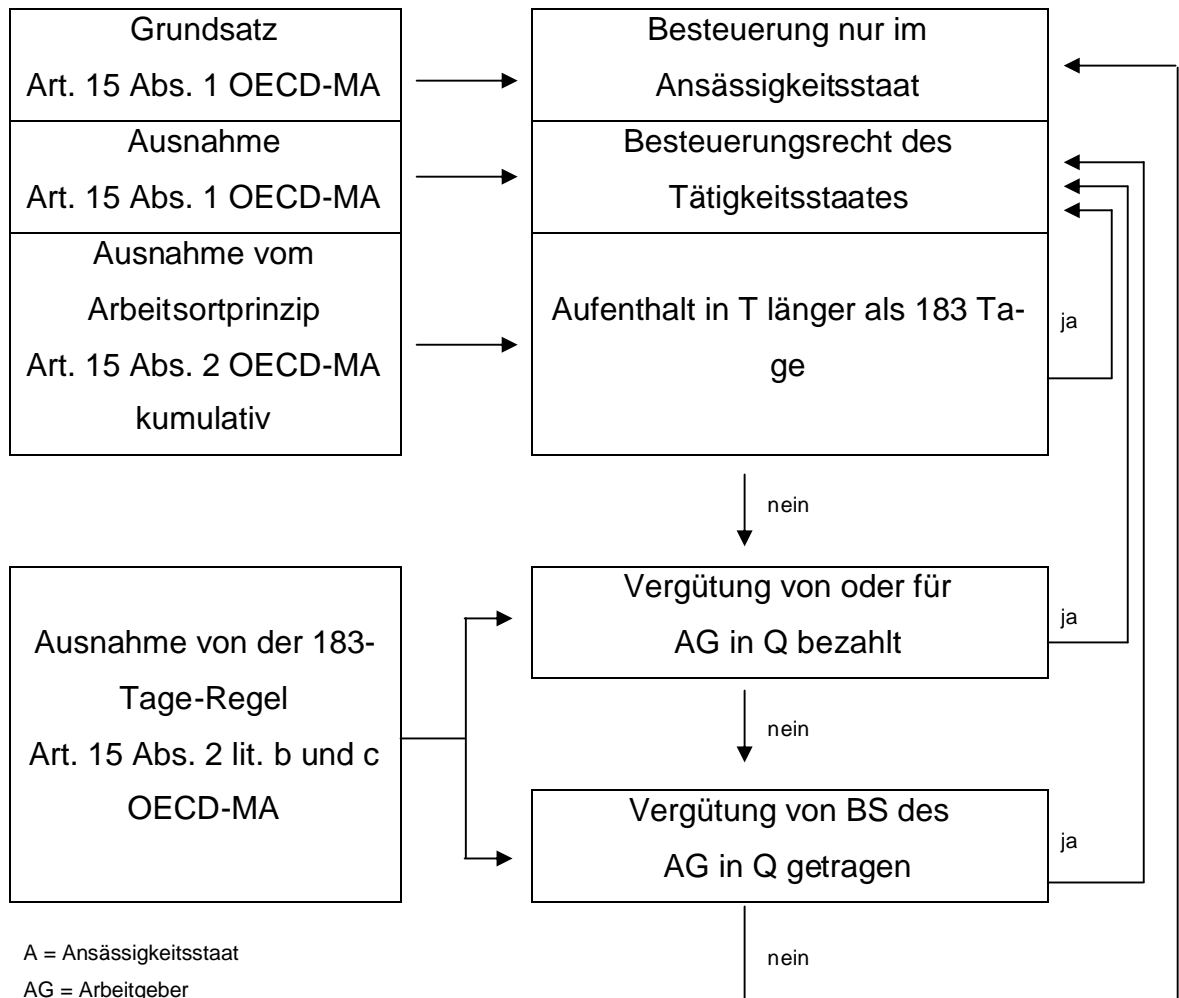 Grundsatz
Art. 15 Abs. 1 OECD-MA
Besteuerung nur im
Ansässigkeitsstaat
Ausnahme
Art. 15 Abs. 1 OECD-MA
Besteuerungsrecht des
Tätigkeitsstaates
Ausnahme vom
Arbeitsortprinzip
Art. 15 Abs. 2 OECD-MA
kumulativ
Aufenthalt in T länger als 183 Ta-
ge
ja
nein
Ausnahme von der 183-
Tage-Regel
Art. 15 Abs. 2 lit. b und c
OECD-MA
Vergütung von oder für
AG in Q bezahlt
ja
nein
Vergütung von BS des
AG in Q getragen
ja
nein
A = Ansässigkeitsstaat
AG = Arbeitgeber